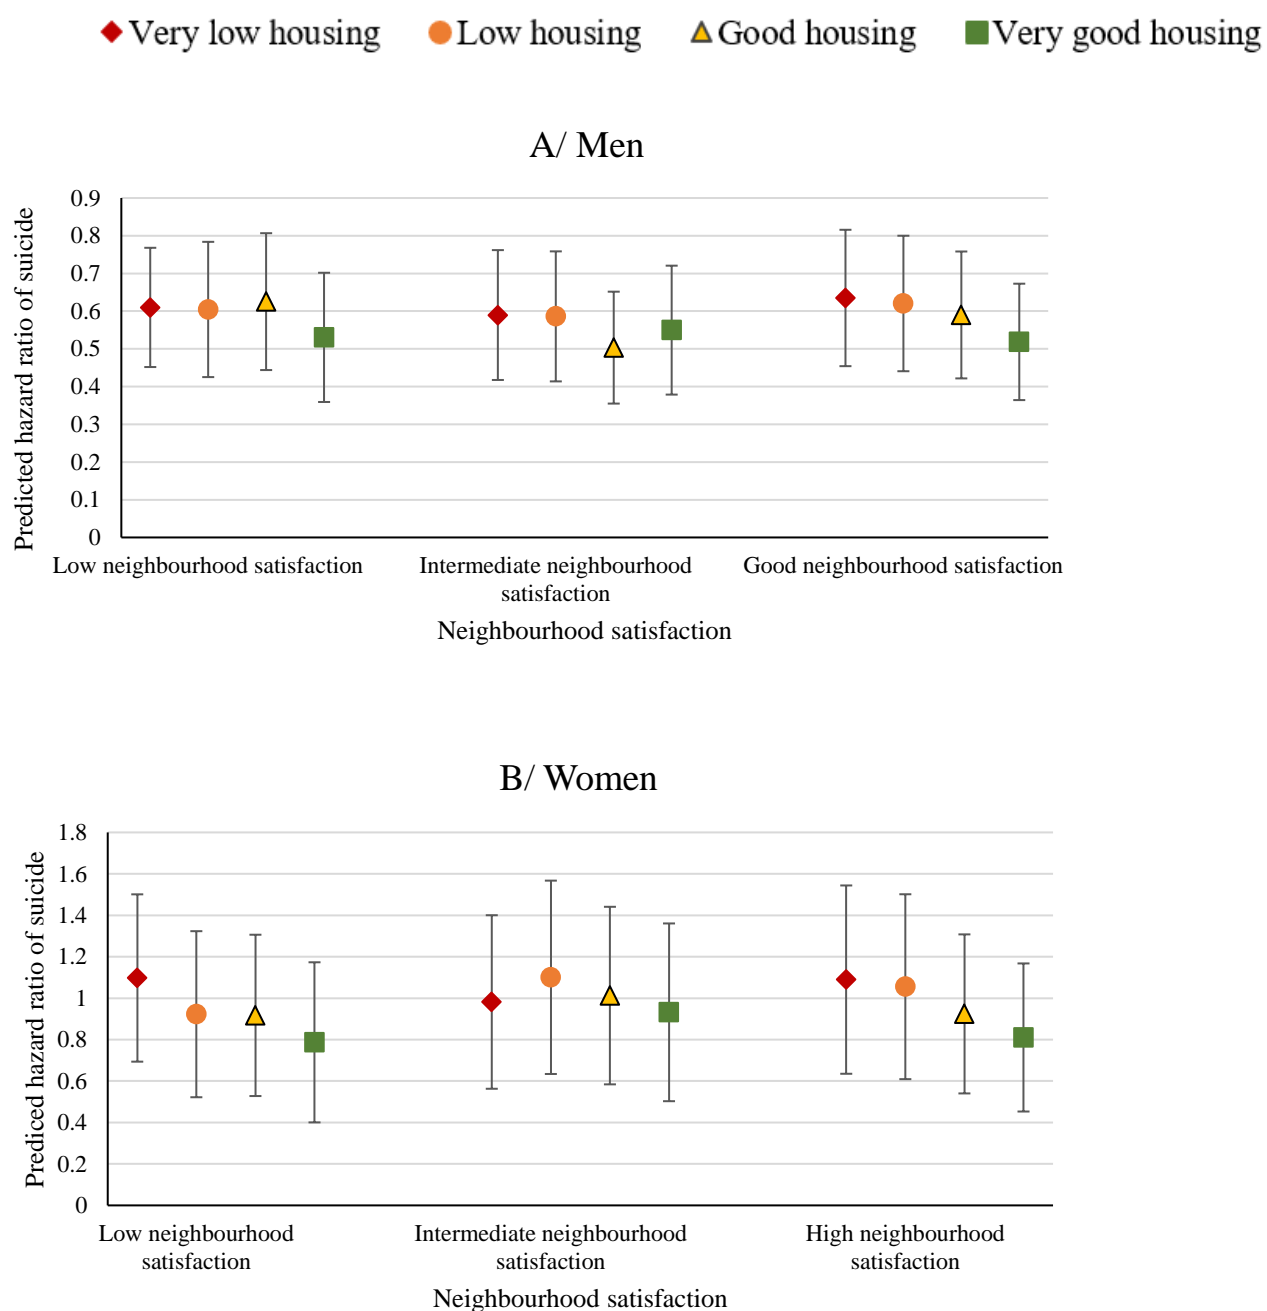 Very low housing Low housing Good housing Very good housing
A/ Men
Predicted hazard ratio of suicide
0.9
0.8
0.7
0.6
0.5
0.4
0.3
0.2
0.1
0
Low neighbourhood satisfaction
Intermediate neighbourhood
satisfaction
Good neighbourhood satisfaction
Neighbourhood satisfaction
B/ Women
Prediced hazard ratio of suicide
1.8
1.6
1.4
1.2
1
0.8
0.6
0.4
0.2
0
Low neighbourhood
satisfaction
Intermediate neighbourhood
satisfaction
High neighbourhood
satisfaction
Neighbourhood satisfaction